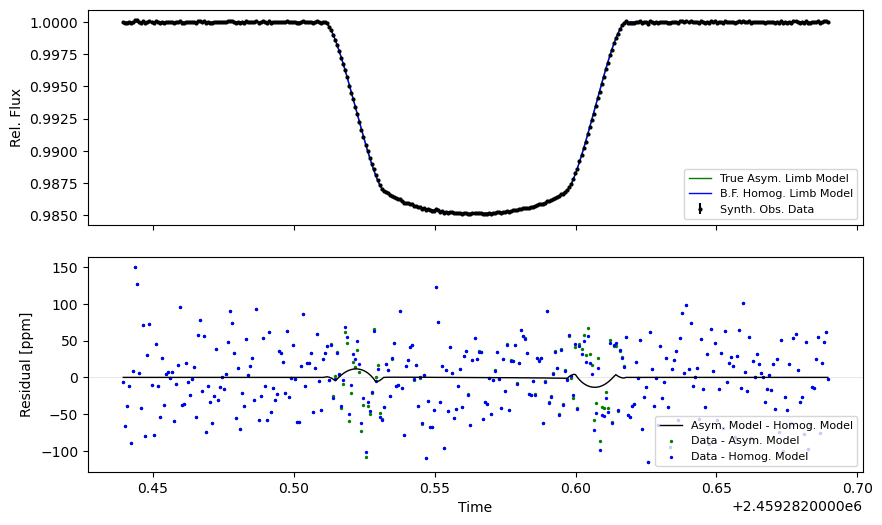 1.0000
0.9975
0.9950
0.9925
0.9900
0.9875
0.9850
Rel. Flux
True Asym. Limb Model
B.F. Homog. Limb Model
Synth. Obs. Data
150
100
50
0
−50
−100
Residual [ppm]
Asym. Model - Homog. Model
Data - Asym. Model
Data - Homog. Model
0.45
0.50
0.55
0.60
0.65
0.70
Time
+2.4592820000e6